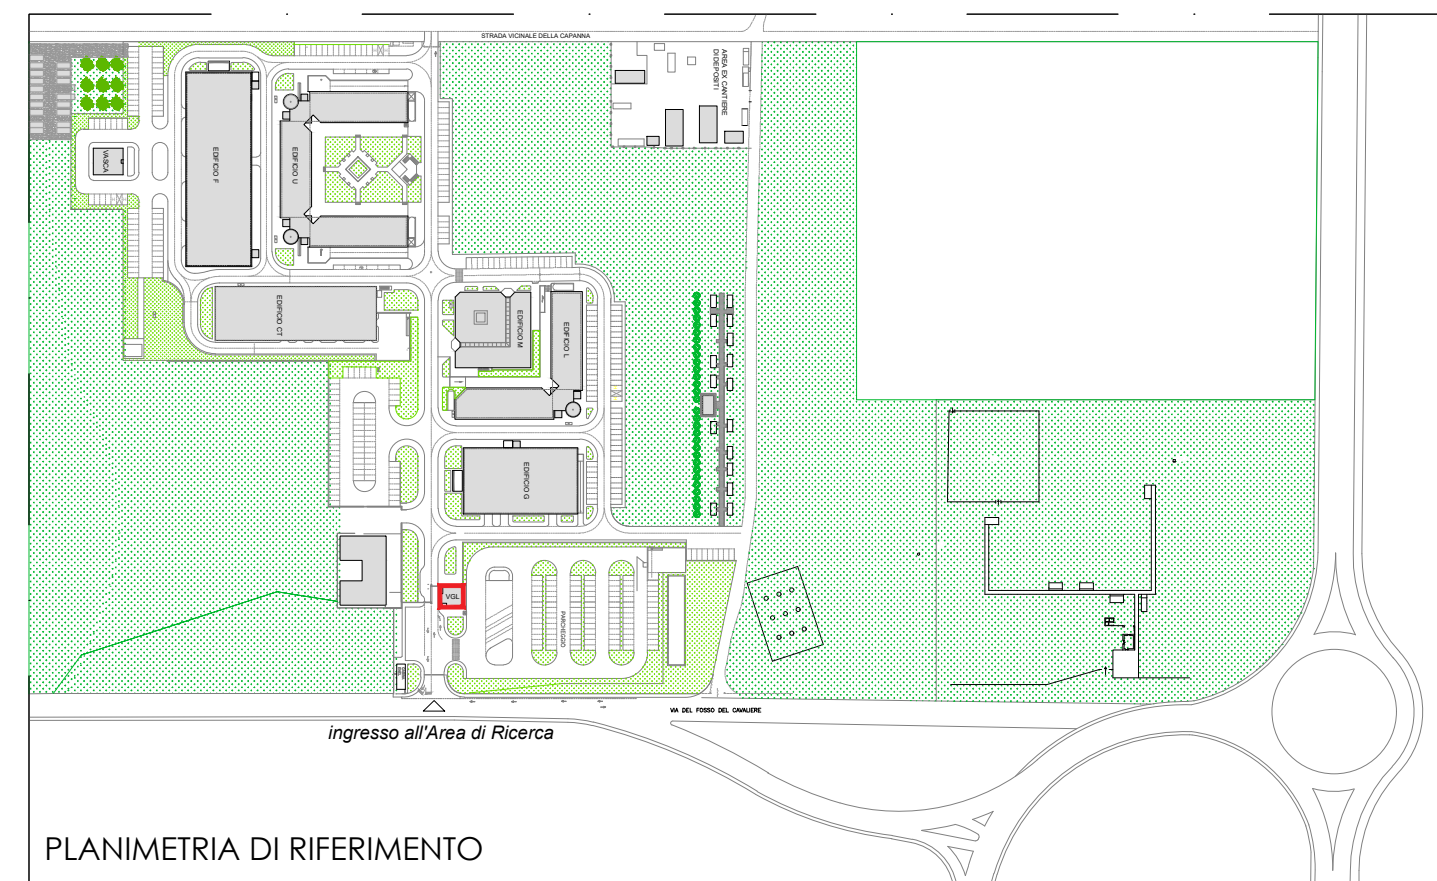 STRADA VICINALE DELLA CAPANNA
AREA EX CANTIERE
DI DEPOSITI
VASCA
EDIFICIO F
EDIFICIO U
EDIFICIO CT
EDIFICIO M
EDIFICIO L
EDIFICIO G
VGL
PARCHEGGIO
VIA DEL FOSSO DEL CAVALIERE
ingresso all'Area di Ricerca
PLANIMETRIA DI RIFERIMENTO